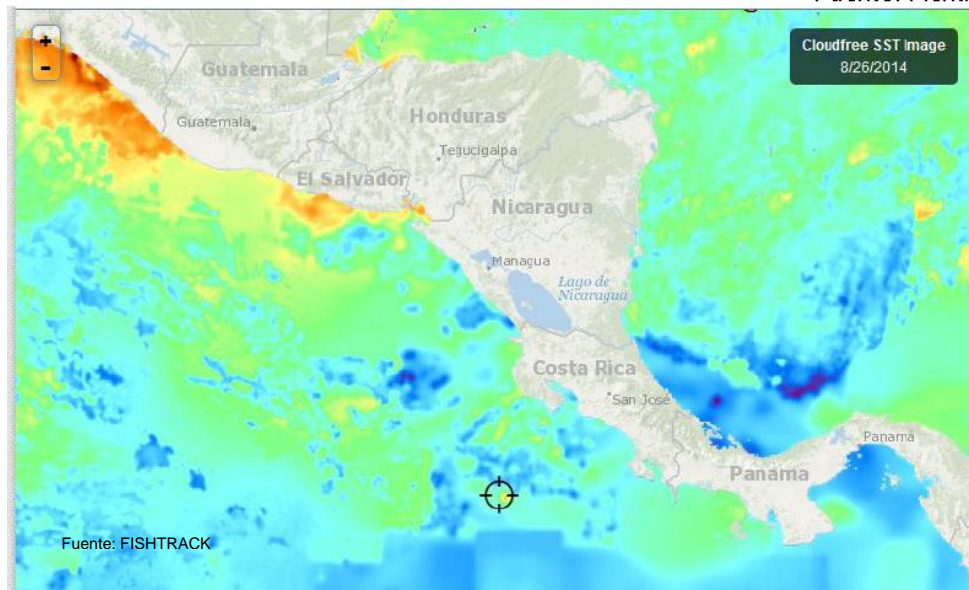 Cloudfree SST Image
8/26/2014
+
-
Guatemala
Guatemala
Honduras
Tegucigalpa
El Salvador
Nicaragua
Managua
Lago de
Nicaragua
Costa Rica
San José
Panamá
Panama
Fuente: FISHTRACK